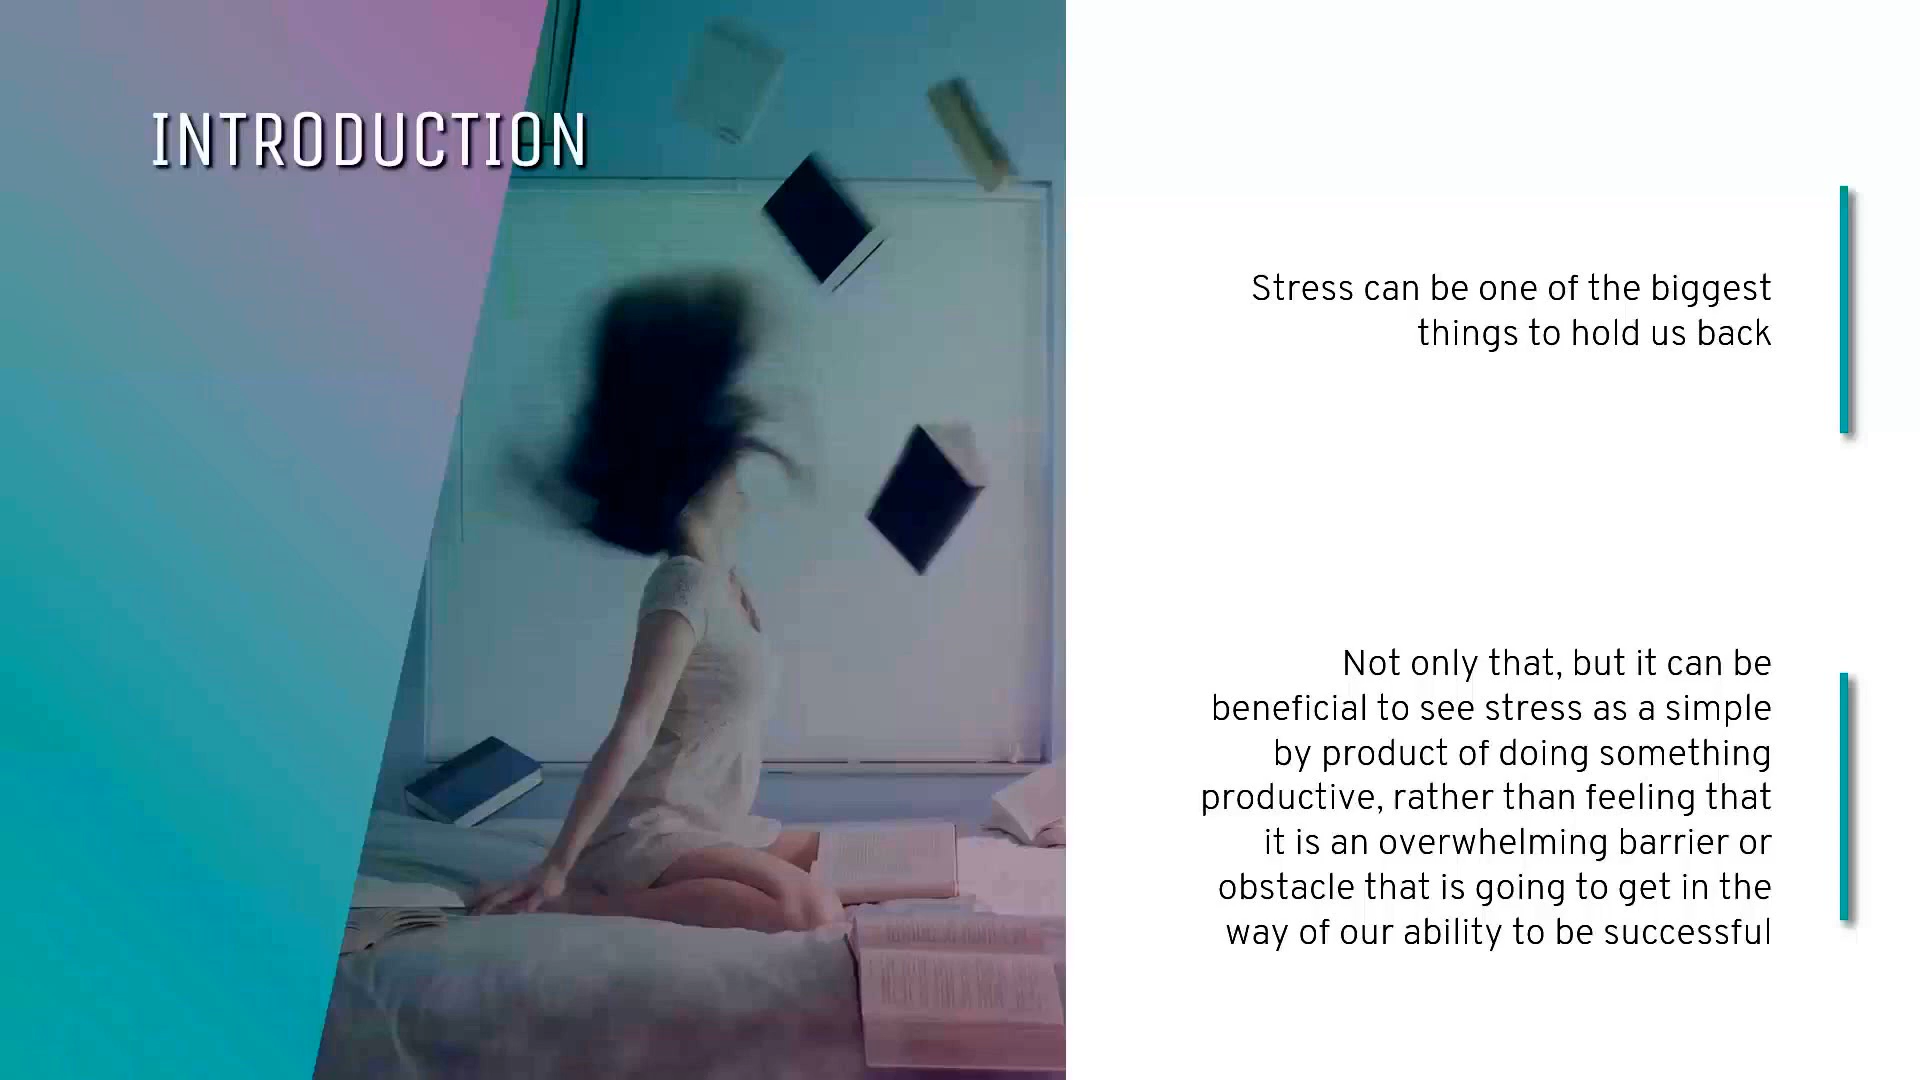 INTRODUCTION
Stress can be one of the biggest
things to hold us back
Not only that, but it can be
beneficial to see stress as a simple
by product of doing something
productive, rather than feeling that
it is an overwhelming barrier or
obstacle that is going to get in the
way of our ability to be successful